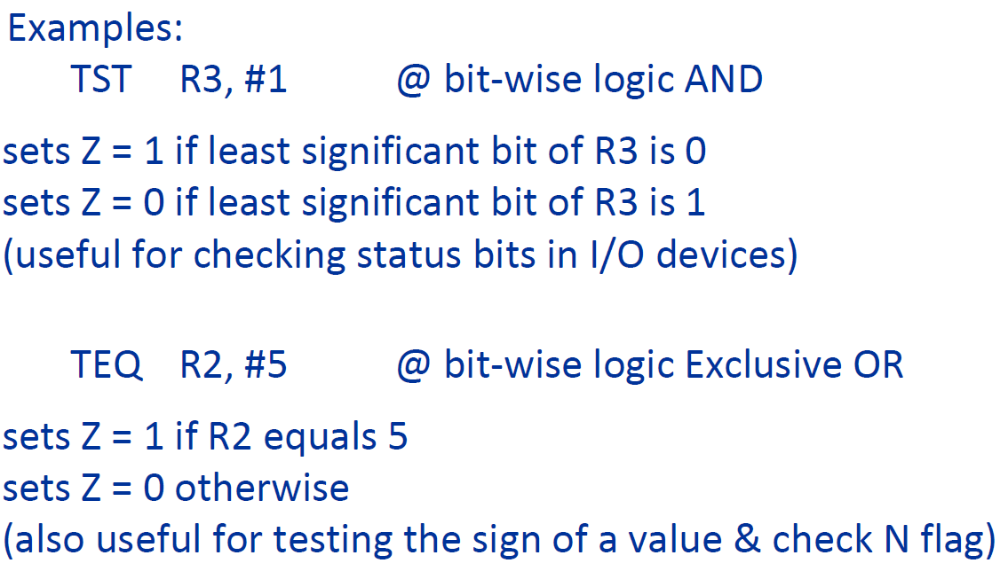 Examples:
TST R3, #1 @ bit-wise logic AND
sets Z = 1 if least significant bit of R3 is 0
sets Z = 0 if least significant bit of R3 is 1
(useful for checking status bits in I/O devices)
TEQ R2, #5 @ bit-wise logic Exclusive OR
sets Z = 1 if R2 equals 5
sets Z = 0 otherwise
(also useful for testing the sign of a value & check N flag)